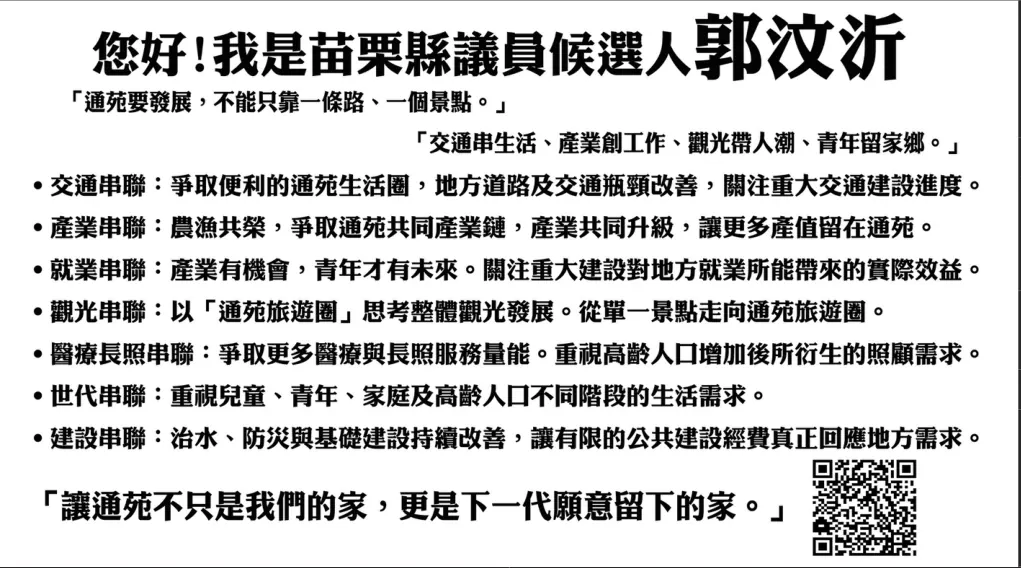 您好!我是苗栗縣議員候選人郭汶沂
「通苑要發展，不能只靠一條路、一個景點。」
「交通串生活、產業創工作、觀光帶人潮、青年留家鄉。」
•交通串聯：爭取便利的通苑生活圈，地方道路及交通瓶頸改善，關注重大交通建設進度。
•產業串聯：農漁共榮，爭取通苑共同產業鏈，產業共同升級，讓更多產值留在通苑。
•就業串聯：產業有機會，青年才有未來。關注重大建設對地方就業所能帶來的實際效益。
•觀光串聯：以「通苑旅遊圈」思考整體觀光發展。從單一景點走向通苑旅遊圈。
•醫療長照串聯：爭取更多醫療與長照服務量能。重視高齡人口增加後所衍生的照顧需求。
•世代串聯：重視兒童、青年、家庭及高齡人口不同階段的生活需求。
•建設串聯：治水、防災與基礎建設持續改善，讓有限的公共建設經費真正回應地方需求。
「讓通苑不只是我們的家，更是下一代願意留下的家。」